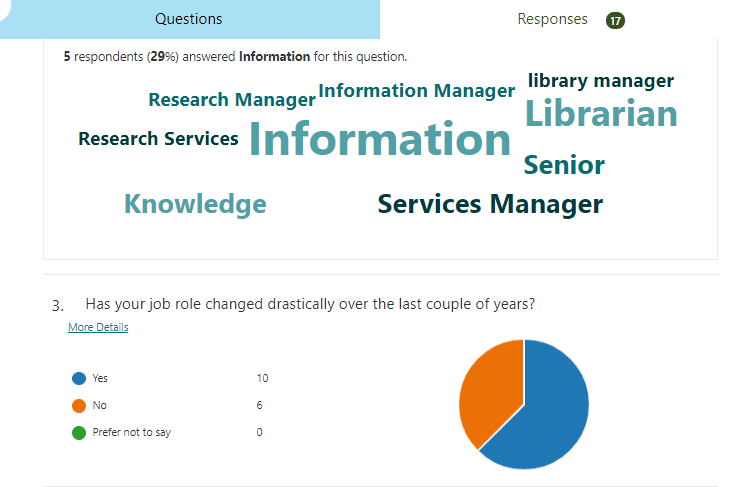 Questions
Responses 17
5 respondents (29%) answered Information for this question.
library manager
Research Manager Information Manager
Librarian
Research Services Information
Senior
Knowledge Services Manager
3. Has your job role changed drastically over the last couple of years?
More Details
Yes 10
No 6
Prefer not to say 0